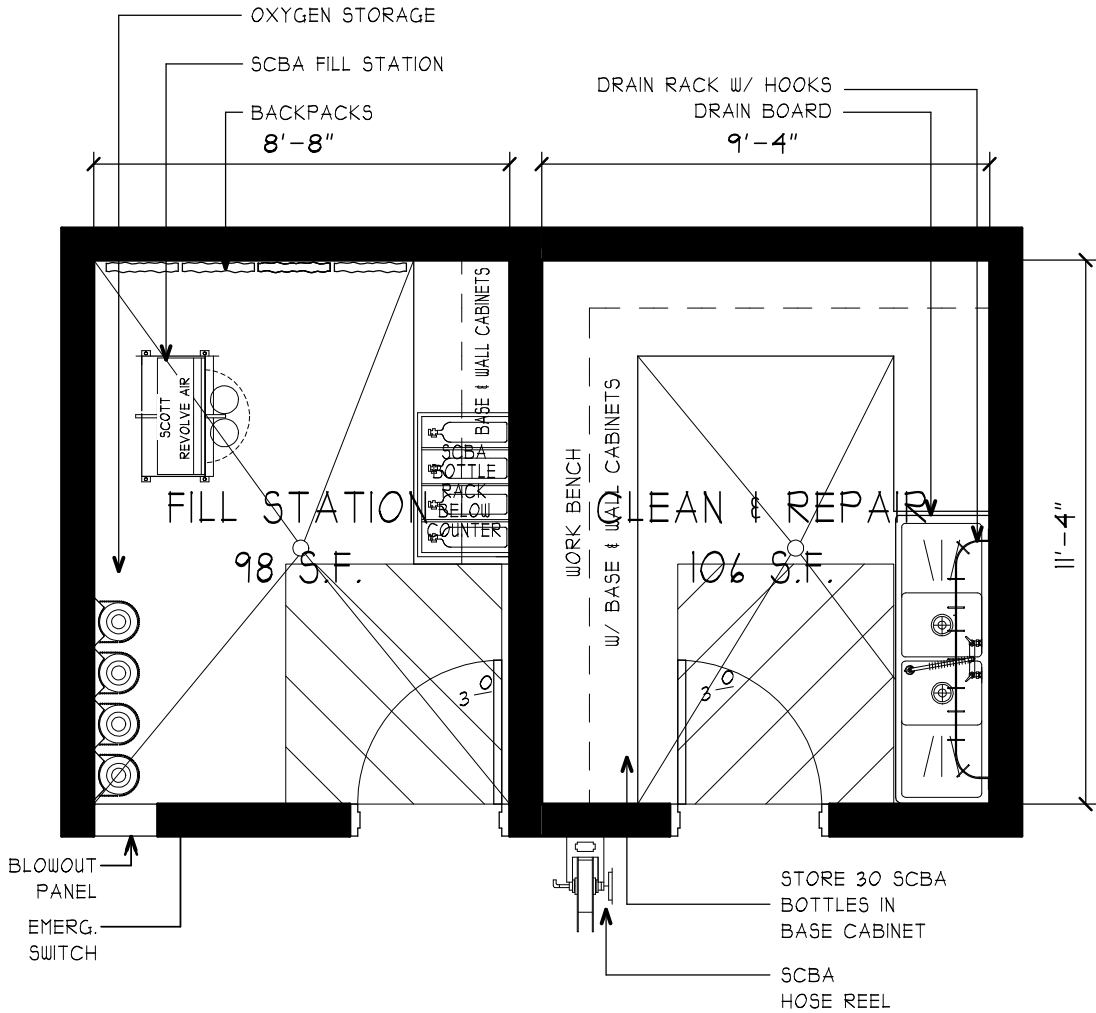 OXYGEN STORAGE
SCBA FILL STATION
BACKPACKS
8'-8"
DRAIN RACK W/ HOOKS
DRAIN BOARD
9'-4"
BASE & WALL CABINETS
SCOTT
REVOLVE AIR
SCBA
BOTTLE
RACK
BELOW
COUNTER
FILL STATION
98 S.F.
WORK BENCH
W/ BASE & WALL CABINETS
CLEAN & REPAIR
106 S.F.
11'-4"
3 0
3 0
BLOWOUT
PANEL
EMERG.
SWITCH
STORE 30 SCBA
BOTTLES IN
BASE CABINET
SCBA
HOSE REEL